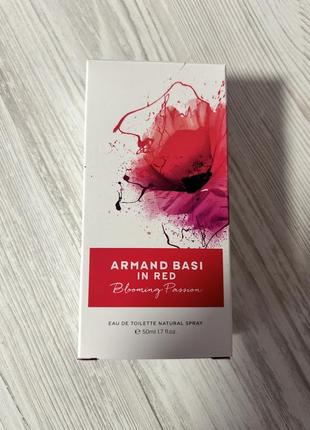 ARMAND BASI
IN RED
Blooming Passion
EAU DE TOILETTE NATURAL SPRAY
℮ 50ml 1.7 fl.oz.